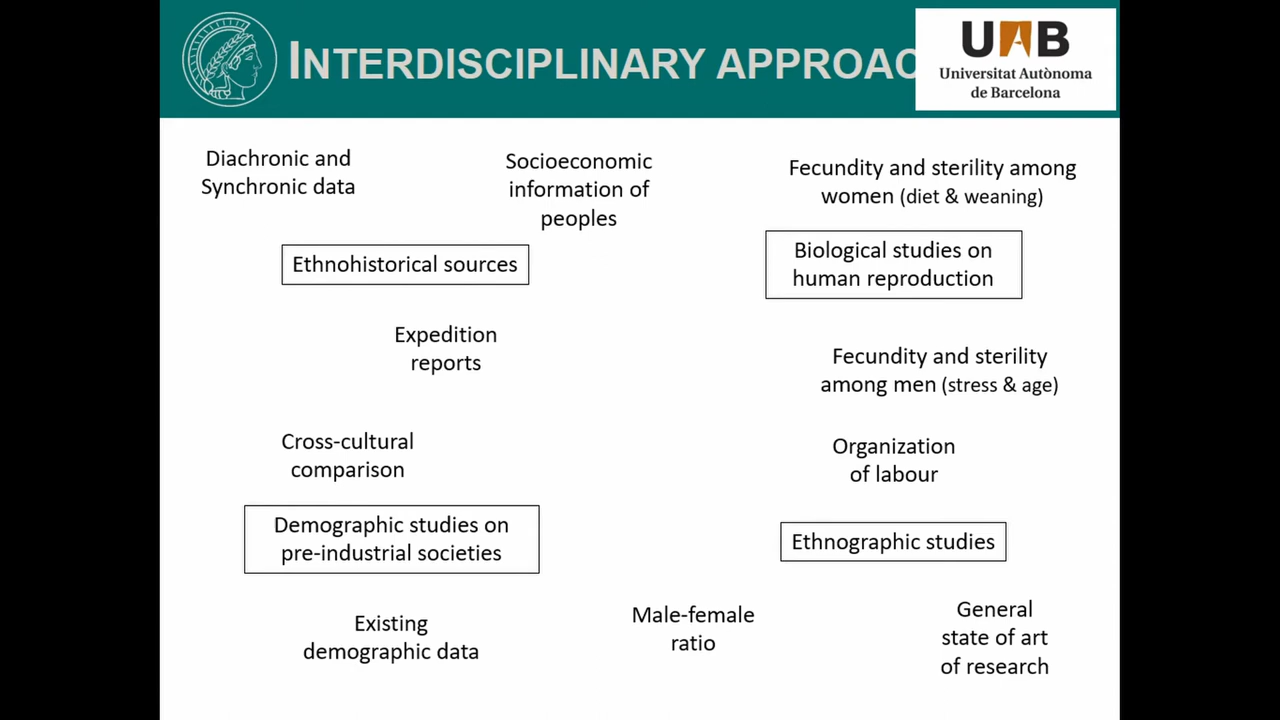 INTERDISCIPLINARY APPROAC
UAB
Universitat Autònoma
de Barcelona
Diachronic and
Synchronic data
Socioeconomic
information of
peoples
Fecundity and sterility among
women (diet & weaning)
Ethnohistorical sources
Biological studies on
human reproduction
Expedition
reports
Fecundity and sterility
among men (stress & age)
Cross-cultural
comparison
Organization
of labour
Demographic studies on
pre-industrial societies
Ethnographic studies
Existing
demographic data
Male-female
ratio
General
state of art
of research